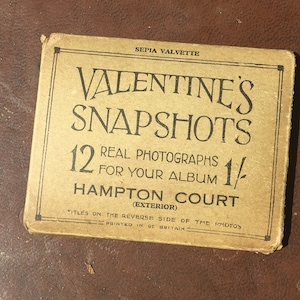 SEPIA VALVETTE
VALENTINE'S
SNAPSHOTS
12 REAL PHOTOGRAPHS
FOR YOUR ALBUM 1/-
HAMPTON COURT
(EXTERIOR)
TITLES ON THE REVERSE SIDE OF THE PHOTOS
PRINTED IN GT BRITAIN